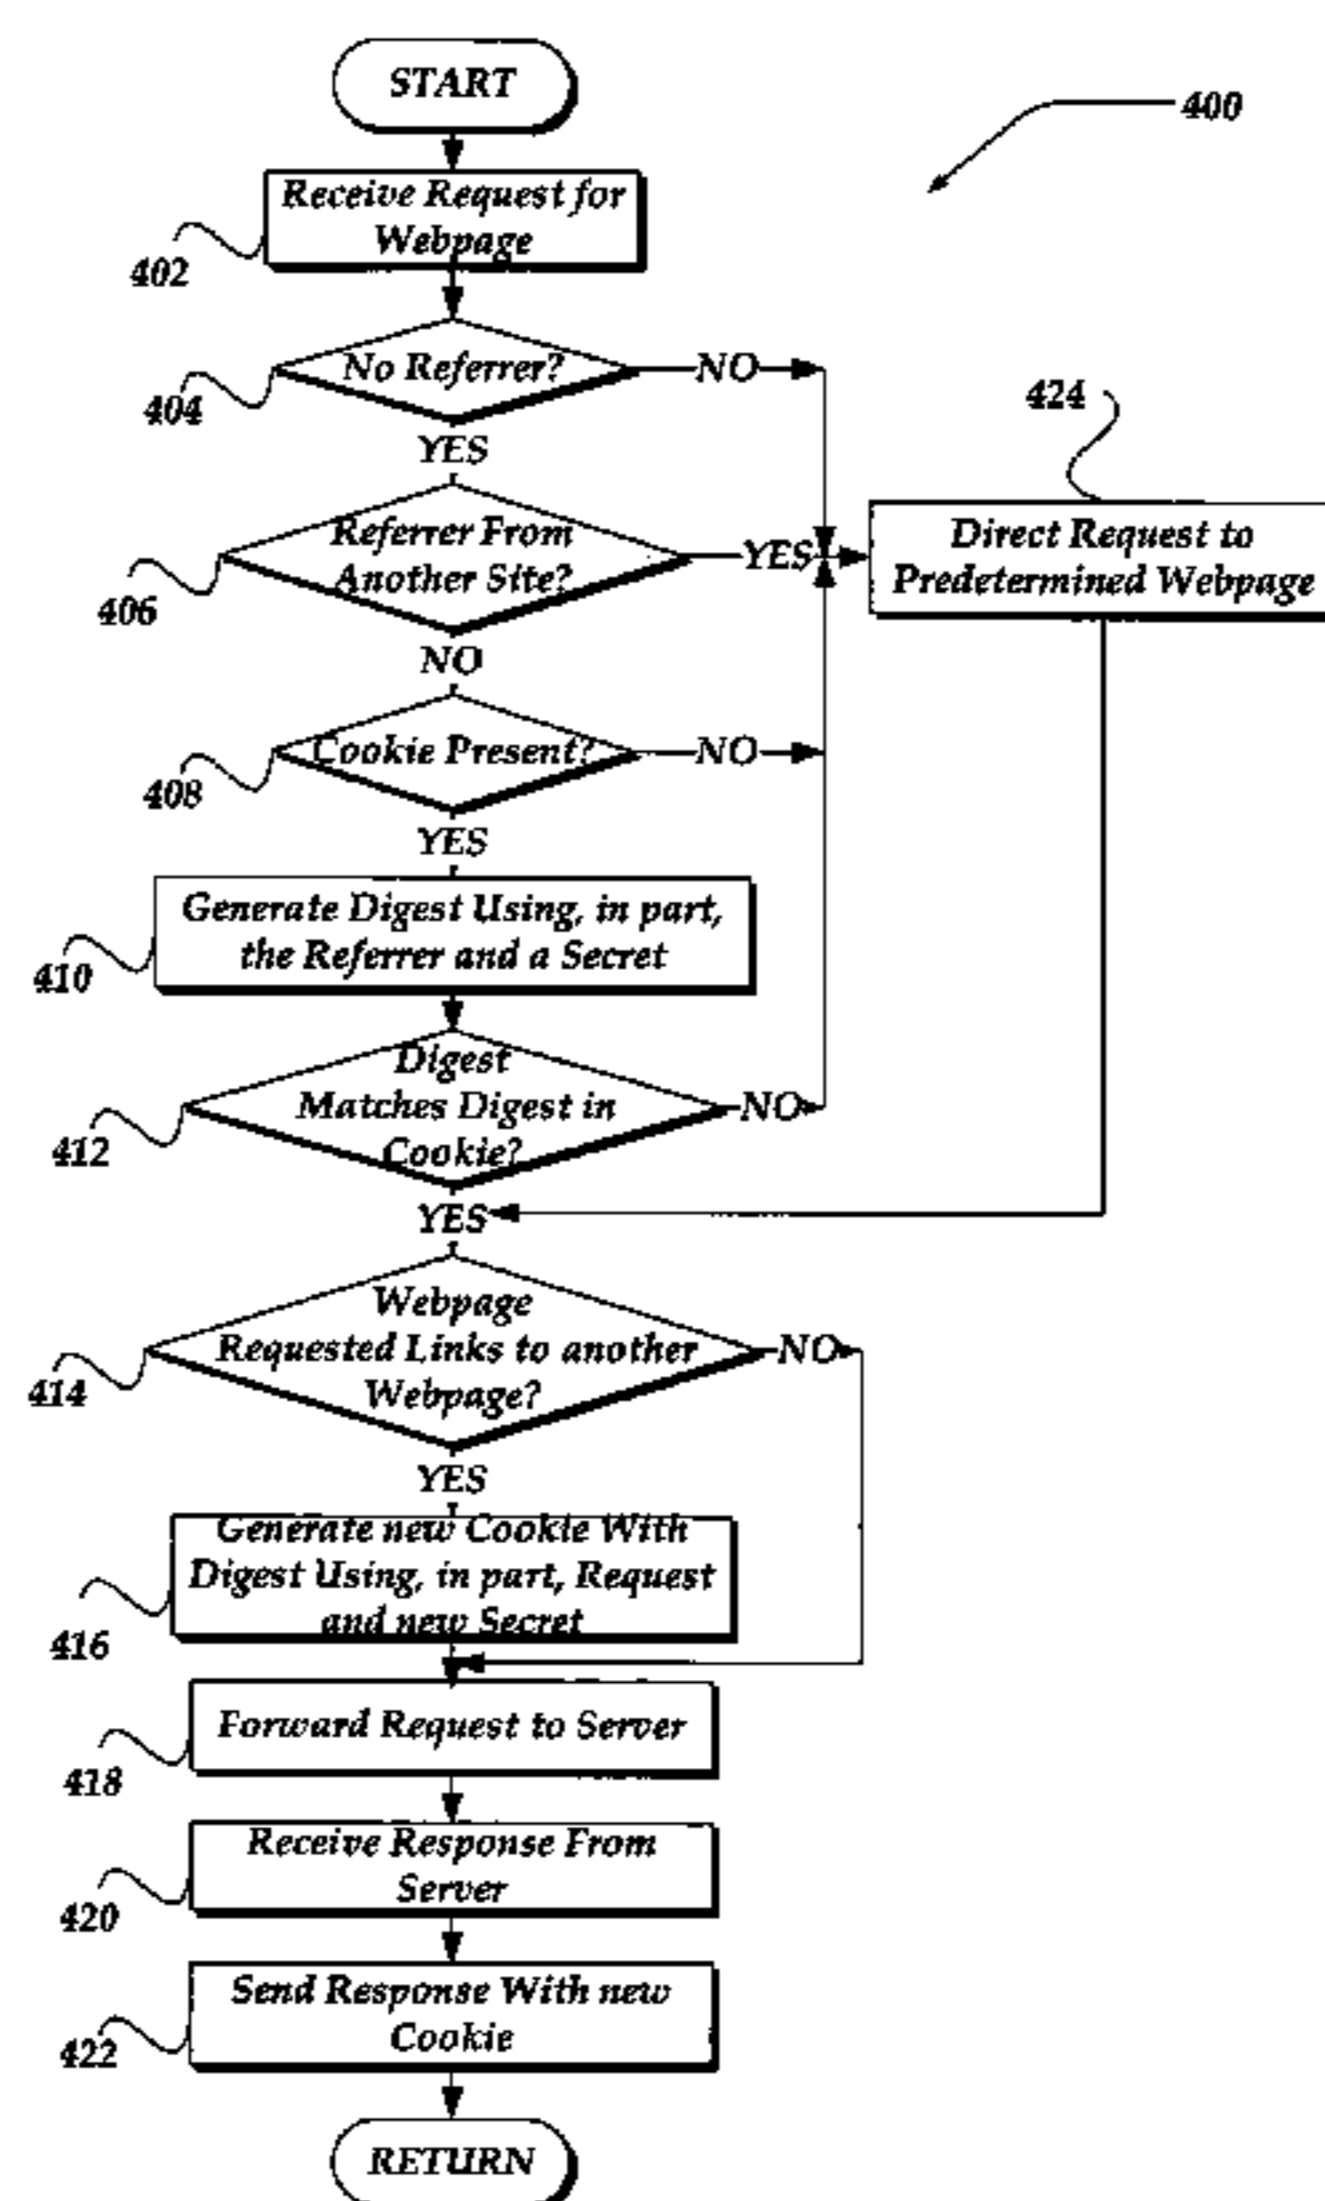 START
400
Receive Request for
Webpage
402
No Referrer?
NO
404
YES
424
Referrer From
Another Site?
YES
406
Direct Request to
Predetermined Webpage
NO
Cookie Present?
NO
408
YES
Generate Digest Using, in part,
the Referrer and a Secret
410
Digest
Matches Digest in
Cookie?
NO
412
YES
Webpage
Requested Links to another
Webpage?
NO
414
YES
Generate new Cookie With
Digest Using, in part, Request
and new Secret
416
Forward Request to Server
418
Receive Response From
Server
420
Send Response With new
Cookie
422
RETURN